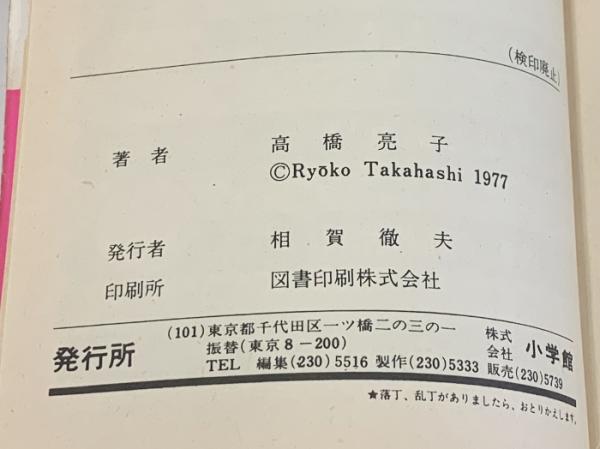 (検印廃止)
著者 高橋亮子
©Ryōko Takahashi 1977
発行者 相賀徹夫
印刷所 図書印刷株式会社
発行所 (101)東京都千代田区一ツ橋二の三の一 株式会社 小学館
振替(東京8-200)
TEL 編集(230)5516 製作(230)5333 販売(230)5739
★落丁、乱丁がありましたら、おとりかえします。